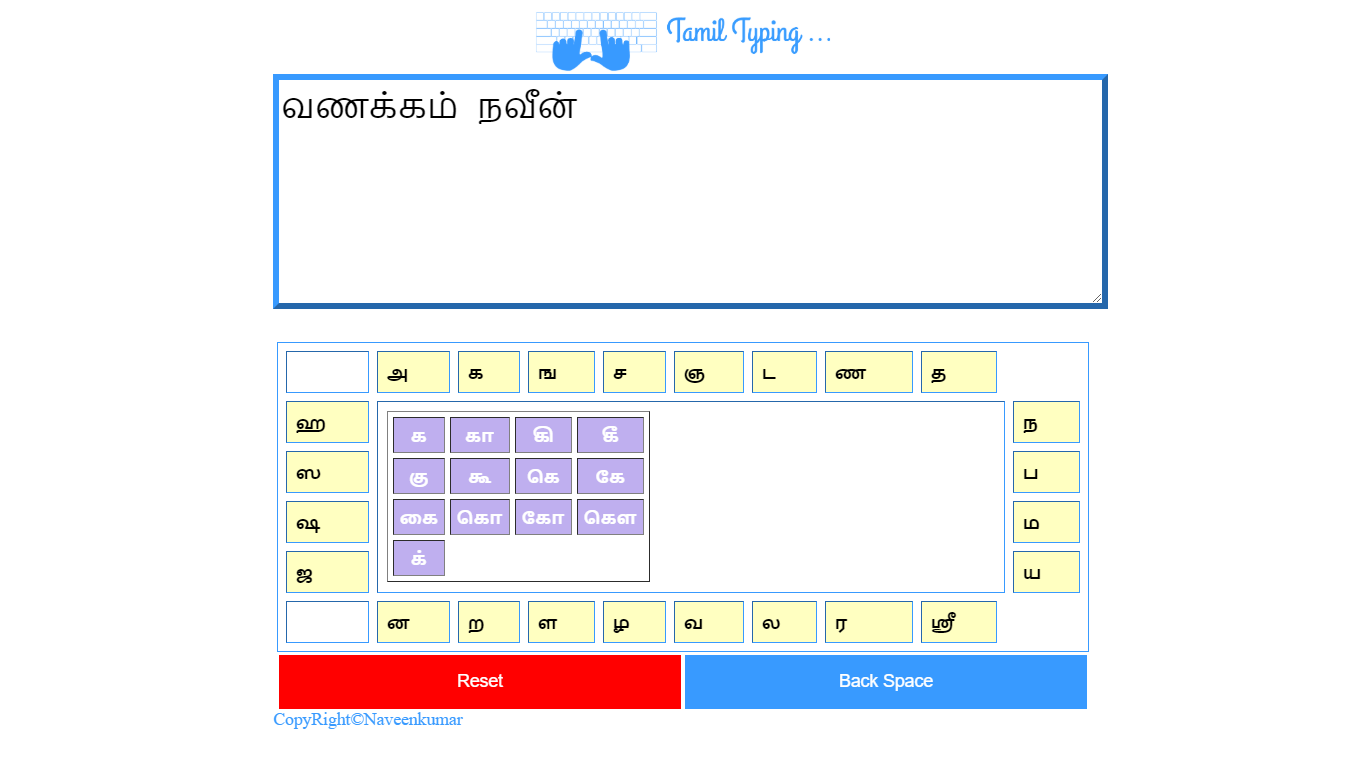 Tamil Typing ...
வணக்கம் நவீன்
அ க ங ச ஞ ட ண த
ஹ க கா கி கீ ந
ஸ கு கூ கெ கே ப
ஷ கை கொ கோ கௌ ம
ஜ க் ய
ன ற ள ழ வ ல ர ஸ்ரீ
Reset Back Space
CopyRight©Naveenkumar